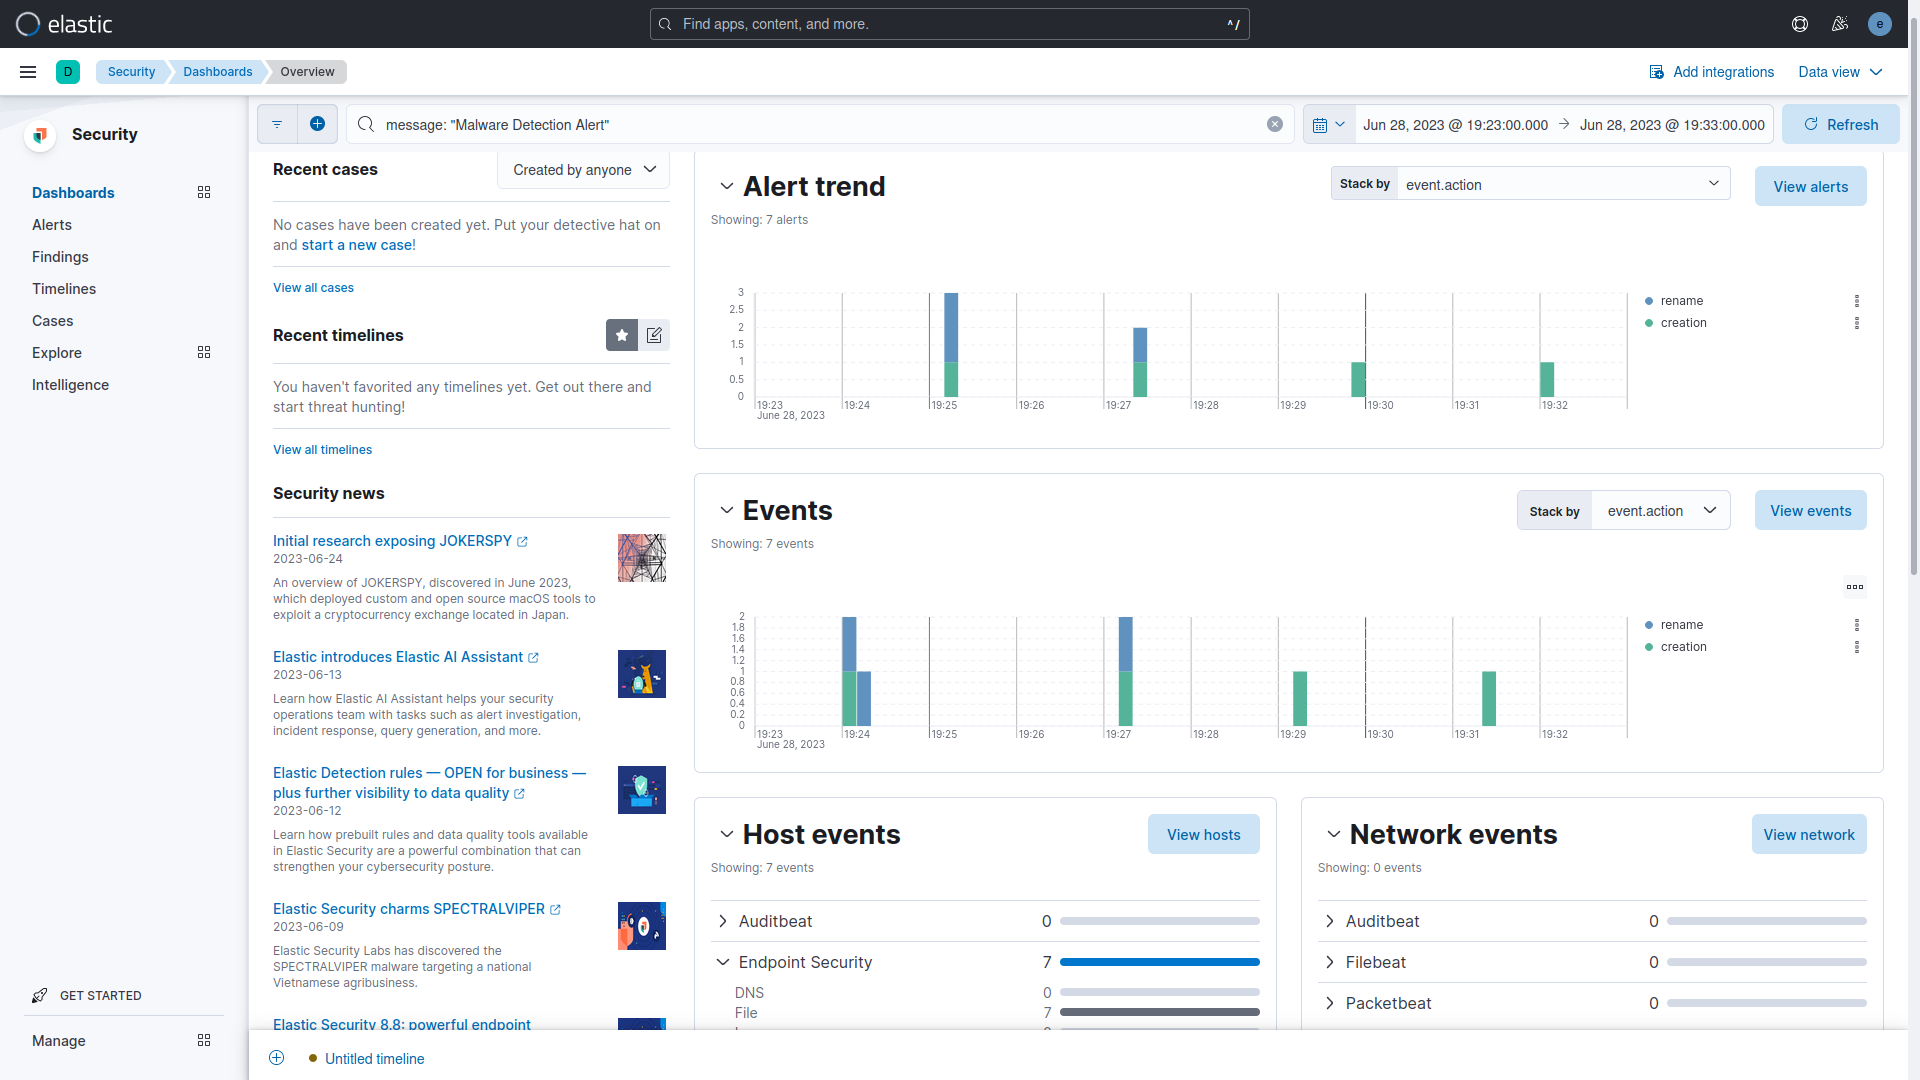 elastic
Find apps, content, and more.
^/
e
D
Security
Dashboards
Overview
Add integrations
Data view
Security
Dashboards
Alerts
Findings
Timelines
Cases
Explore
Intelligence
GET STARTED
Manage
message: "Malware Detection Alert"
Jun 28, 2023 @ 19:23:00.000 → Jun 28, 2023 @ 19:33:00.000
Refresh
Recent cases
Created by anyone
No cases have been created yet. Put your detective hat on
and start a new case!
View all cases
Recent timelines
You haven't favorited any timelines yet. Get out there and
start threat hunting!
View all timelines
Security news
Initial research exposing JOKERSPY
2023-06-24
An overview of JOKERSPY, discovered in June 2023,
which deployed custom and open source macOS tools to
exploit a cryptocurrency exchange located in Japan.
Elastic introduces Elastic AI Assistant
2023-06-13
Learn how Elastic AI Assistant helps your security
operations team with tasks such as alert investigation,
incident response, query generation, and more.
Elastic Detection rules — OPEN for business —
plus further visibility to data quality
2023-06-12
Learn how prebuilt rules and data quality tools available
in Elastic Security are a powerful combination that can
strengthen your cybersecurity posture.
Elastic Security charms SPECTRALVIPER
2023-06-09
Elastic Security Labs has discovered the
SPECTRALVIPER malware targeting a national
Vietnamese agribusiness.
Elastic Security 8.8: powerful endpoint
Alert trend
Stack by
event.action
View alerts
Showing: 7 alerts
3
2.5
2
1.5
1
0.5
0
19:23
19:24
19:25
19:26
19:27
19:28
19:29
19:30
19:31
19:32
June 28, 2023
rename
creation
Events
Stack by
event.action
View events
Showing: 7 events
2
1.8
1.6
1.4
1.2
1
0.8
0.6
0.4
0.2
0
19:23
19:24
19:25
19:26
19:27
19:28
19:29
19:30
19:31
19:32
June 28, 2023
rename
creation
Host events
View hosts
Showing: 7 events
Auditbeat 0
Endpoint Security 7
DNS 0
File 7
Network events
View network
Showing: 0 events
Auditbeat 0
Filebeat 0
Packetbeat 0
Untitled timeline